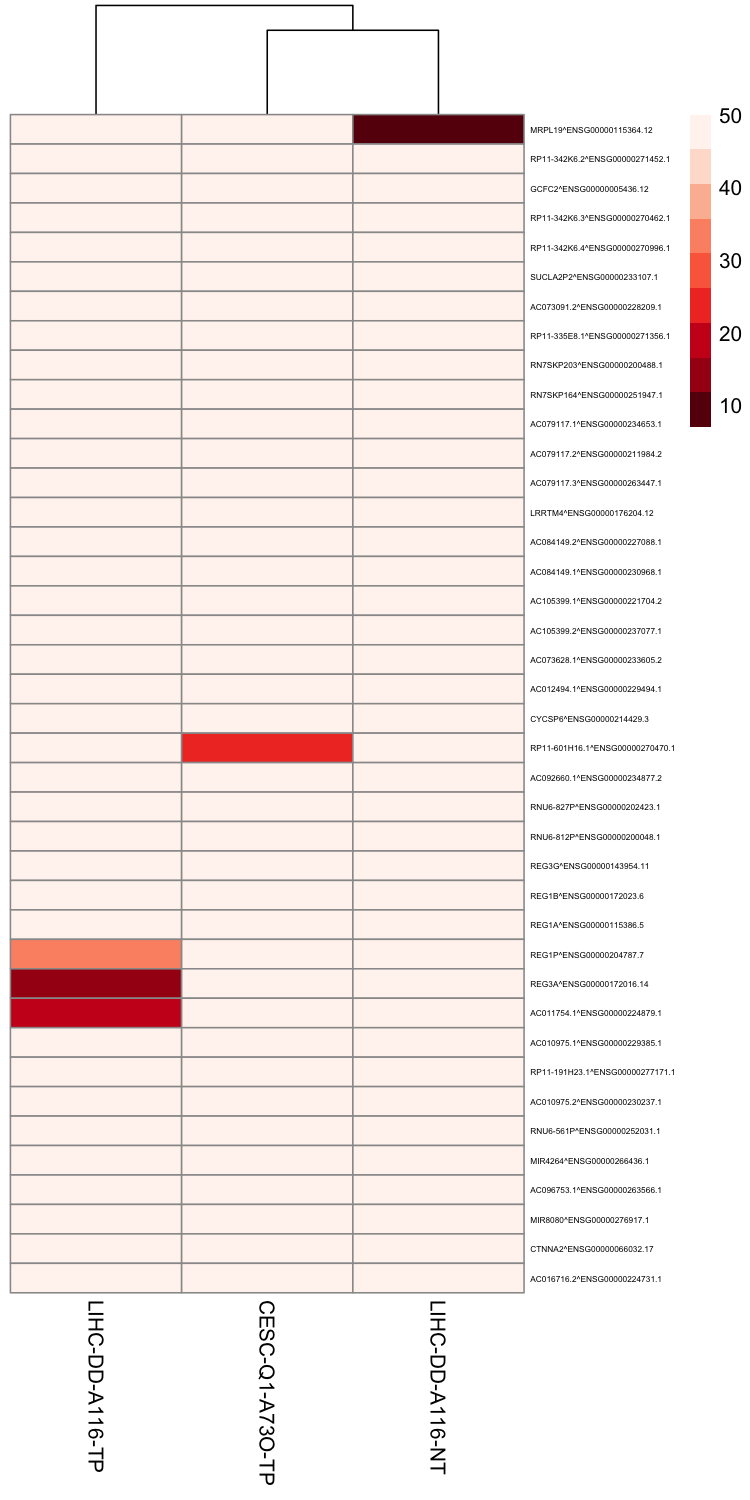 MRPL19^ENSG00000115364.12
RP11-342K6.2^ENSG00000271452.1
GCFC2^ENSG00000005436.12
RP11-342K6.3^ENSG00000270462.1
RP11-342K6.4^ENSG00000270996.1
SUCLA2P2^ENSG00000233107.1
AC073091.2^ENSG00000228209.1
RP11-335E8.1^ENSG00000271356.1
RN7SKP203^ENSG00000200488.1
RN7SKP164^ENSG00000251947.1
AC079117.1^ENSG00000234653.1
AC079117.2^ENSG00000211984.2
AC079117.3^ENSG00000263447.1
LRRTM4^ENSG00000176204.12
AC084149.2^ENSG00000227088.1
AC084149.1^ENSG00000230968.1
AC105399.1^ENSG00000221704.2
AC105399.2^ENSG00000237077.1
AC073628.1^ENSG00000233605.2
AC012494.1^ENSG00000229494.1
CYCSP6^ENSG00000214429.3
RP11-601H16.1^ENSG00000270470.1
AC092660.1^ENSG00000234877.2
RNU6-827P^ENSG00000202423.1
RNU6-812P^ENSG00000200048.1
REG3G^ENSG00000143954.11
REG1B^ENSG00000172023.6
REG1A^ENSG00000115386.5
REG1P^ENSG00000204787.7
REG3A^ENSG00000172016.14
AC011754.1^ENSG00000224879.1
AC010975.1^ENSG00000229385.1
RP11-191H23.1^ENSG00000277171.1
AC010975.2^ENSG00000230237.1
RNU6-561P^ENSG00000252031.1
MIR4264^ENSG00000266436.1
AC096753.1^ENSG00000263566.1
MIR8080^ENSG00000276917.1
CTNNA2^ENSG00000066032.17
AC016716.2^ENSG00000224731.1
50
40
30
20
10
LIHC-DD-A116-TP
CESC-Q1-A73O-TP
LIHC-DD-A116-NT